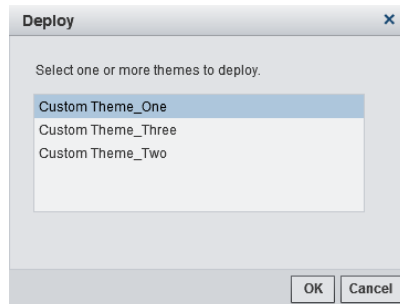 Deploy
Select one or more themes to deploy.
Custom Theme_One
Custom Theme_Three
Custom Theme_Two
OK Cancel